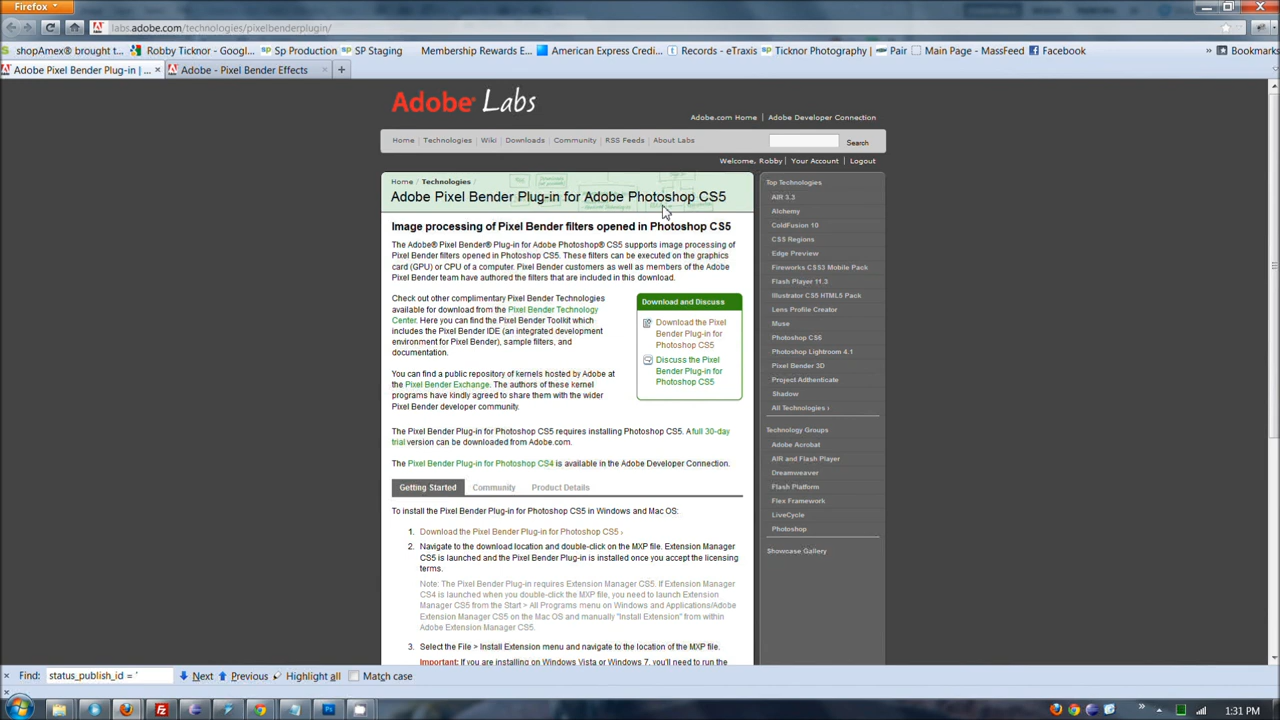 Firefox
labs.adobe.com/technologies/pixelbenderplugin/
shopAmex® brought t... Robby Ticknor - Googl... SP Production SP Staging Membership Rewards E... American Express Credi... Records - eTraxis Ticknor Photography Pair Main Page - MassFeed Facebook » Bookmarks
Adobe Pixel Bender Plug-in | ... × Adobe - Pixel Bender Effects × +
Adobe® Labs
Adobe.com Home | Adobe Developer Connection
Home | Technologies | Wiki | Downloads | Community | RSS Feeds | About Labs Search
Welcome, Robby | Your Account | Logout
Home / Technologies /
Adobe Pixel Bender Plug-in for Adobe Photoshop CS5
Image processing of Pixel Bender filters opened in Photoshop CS5
The Adobe® Pixel Bender® Plug-in for Adobe Photoshop® CS5 supports image processing of
Pixel Bender filters opened in Photoshop CS5. These filters can be executed on the graphics
card (GPU) or CPU of a computer. Pixel Bender customers as well as members of the Adobe
Pixel Bender team have authored the filters that are included in this download.
Check out other complimentary Pixel Bender Technologies
available for download from the Pixel Bender Technology
Center. Here you can find the Pixel Bender Toolkit which
includes the Pixel Bender IDE (an integrated development
environment for Pixel Bender), sample filters, and
documentation.
You can find a public repository of kernels hosted by Adobe at
the Pixel Bender Exchange. The authors of these kernel
programs have kindly agreed to share them with the wider
Pixel Bender developer community.
Download and Discuss
Download the Pixel
Bender Plug-in for
Photoshop CS5
Discuss the Pixel
Bender Plug-in for
Photoshop CS5
The Pixel Bender Plug-in for Photoshop CS5 requires installing Photoshop CS5. A full 30-day
trial version can be downloaded from Adobe.com.
The Pixel Bender Plug-in for Photoshop CS4 is available in the Adobe Developer Connection.
Getting Started Community Product Details
To install the Pixel Bender Plug-in for Photoshop CS5 in Windows and Mac OS:
1. Download the Pixel Bender Plug-in for Photoshop CS5 ›
2. Navigate to the download location and double-click on the MXP file. Extension Manager
CS5 is launched and the Pixel Bender Plug-in is installed once you accept the licensing
terms.
Note: The Pixel Bender Plug-in requires Extension Manager CS5. If Extension Manager
CS4 is launched when you double-click the MXP file, you need to launch Extension
Manager CS5 from the Start > All Programs menu on Windows and Applications/Adobe
Extension Manager CS5 on the Mac OS and manually "Install Extension" from within
Adobe Extension Manager CS5.
3. Select the File > Install Extension menu and navigate to the location of the MXP file.
Important: If you are installing on Windows Vista or Windows 7, you'll need to run the
Top Technologies
AIR 3.3
Alchemy
ColdFusion 10
CS5 Regions
Edge Preview
Fireworks CSS3 Mobile Pack
Flash Player 11.3
Illustrator CS5 HTML5 Pack
Lens Profile Creator
Muse
Photoshop CS6
Photoshop Lightroom 4.1
Pixel Bender 3D
Project Adthenticate
Shadow
All Technologies ›
Technology Groups
Adobe Acrobat
AIR and Flash Player
Dreamweaver
Flash Platform
Flex Framework
LiveCycle
Photoshop
Showcase Gallery
× Find: status_publish_id = ' Next Previous Highlight all Match case
×
1:31 PM